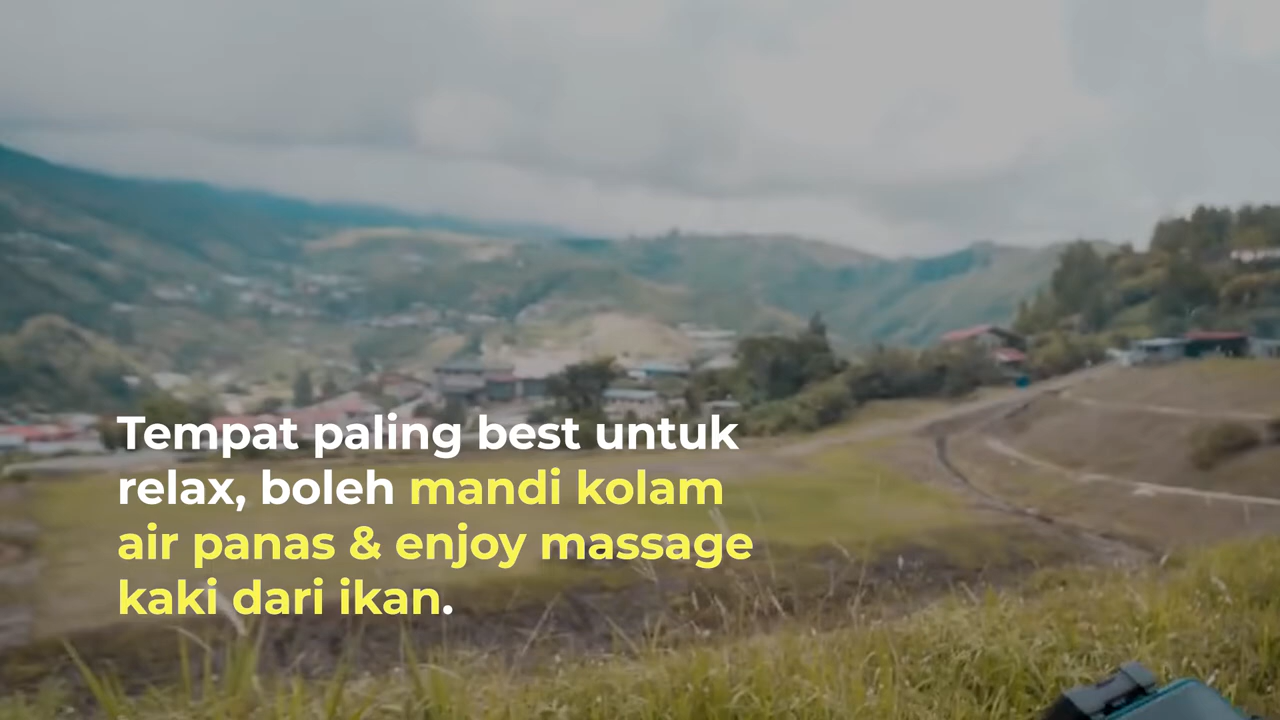 Tempat paling best untuk
relax, boleh mandi kolam
air panas & enjoy massage
kaki dari ikan.